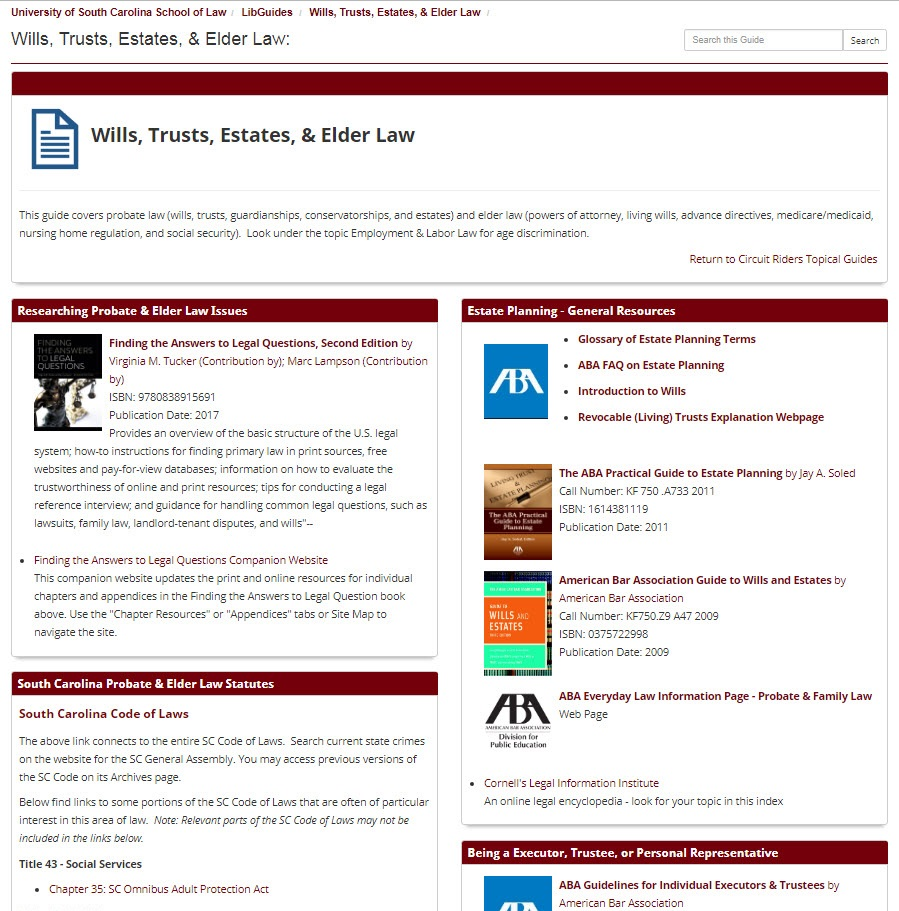 University of South Carolina School of Law / LibGuides / Wills, Trusts, Estates, & Elder Law /
Wills, Trusts, Estates, & Elder Law:
Search this Guide
Search
Wills, Trusts, Estates, & Elder Law
This guide covers probate law (wills, trusts, guardianships, conservatorships, and estates) and elder law (powers of attorney, living wills, advance directives, medicare/medicaid,
nursing home regulation, and social security).  Look under the topic Employment & Labor Law for age discrimination.
Return to Circuit Riders Topical Guides
Researching Probate & Elder Law Issues
FINDING
THE ANSWERS
TO LEGAL
QUESTIONS
Finding the Answers to Legal Questions, Second Edition by
Virginia M. Tucker (Contribution by); Marc Lampson (Contribution
by)
ISBN: 9780838915691
Publication Date: 2017
Provides an overview of the basic structure of the U.S. legal
system; how-to instructions for finding primary law in print sources, free
websites and pay-for-view databases; information on how to evaluate the
trustworthiness of online and print resources; tips for conducting a legal
reference interview; and guidance for handling common legal questions, such as
lawsuits, family law, landlord-tenant disputes, and wills"--
• Finding the Answers to Legal Questions Companion Website
This companion website updates the print and online resources for individual
chapters and appendices in the Finding the Answers to Legal Question book
above. Use the "Chapter Resources" or "Appendices" tabs or Site Map to
navigate the site.
South Carolina Probate & Elder Law Statutes
South Carolina Code of Laws
The above link connects to the entire SC Code of Laws.  Search current state crimes
on the website for the SC General Assembly. You may access previous versions of
the SC Code on its Archives page.
Below find links to some portions of the SC Code of Laws that are often of particular
interest in this area of law.  Note: Relevant parts of the SC Code of Laws may not be
included in the links below.
Title 43 - Social Services
• Chapter 35: SC Omnibus Adult Protection Act
Estate Planning - General Resources
ABA
• Glossary of Estate Planning Terms
• ABA FAQ on Estate Planning
• Introduction to Wills
• Revocable (Living) Trusts Explanation Webpage
LIVING TRUST
ESTATE PLANNING
The ABA Practical
Guide to Estate
Planning
The ABA Practical Guide to Estate Planning by Jay A. Soled
Call Number: KF 750 .A733 2011
ISBN: 1614381119
Publication Date: 2011
GUIDE TO
WILLS AND
ESTATES
American Bar Association Guide to Wills and Estates by
American Bar Association
Call Number: KF750.Z9 A47 2009
ISBN: 0375722998
Publication Date: 2009
ABA
AMERICAN BAR ASSOCIATION
Division for
Public Education
ABA Everyday Law Information Page - Probate & Family Law
Web Page
• Cornell's Legal Information Institute
An online legal encyclopedia - look for your topic in this index
Being a Executor, Trustee, or Personal Representative
ABA Guidelines for Individual Executors & Trustees by
American Bar Association